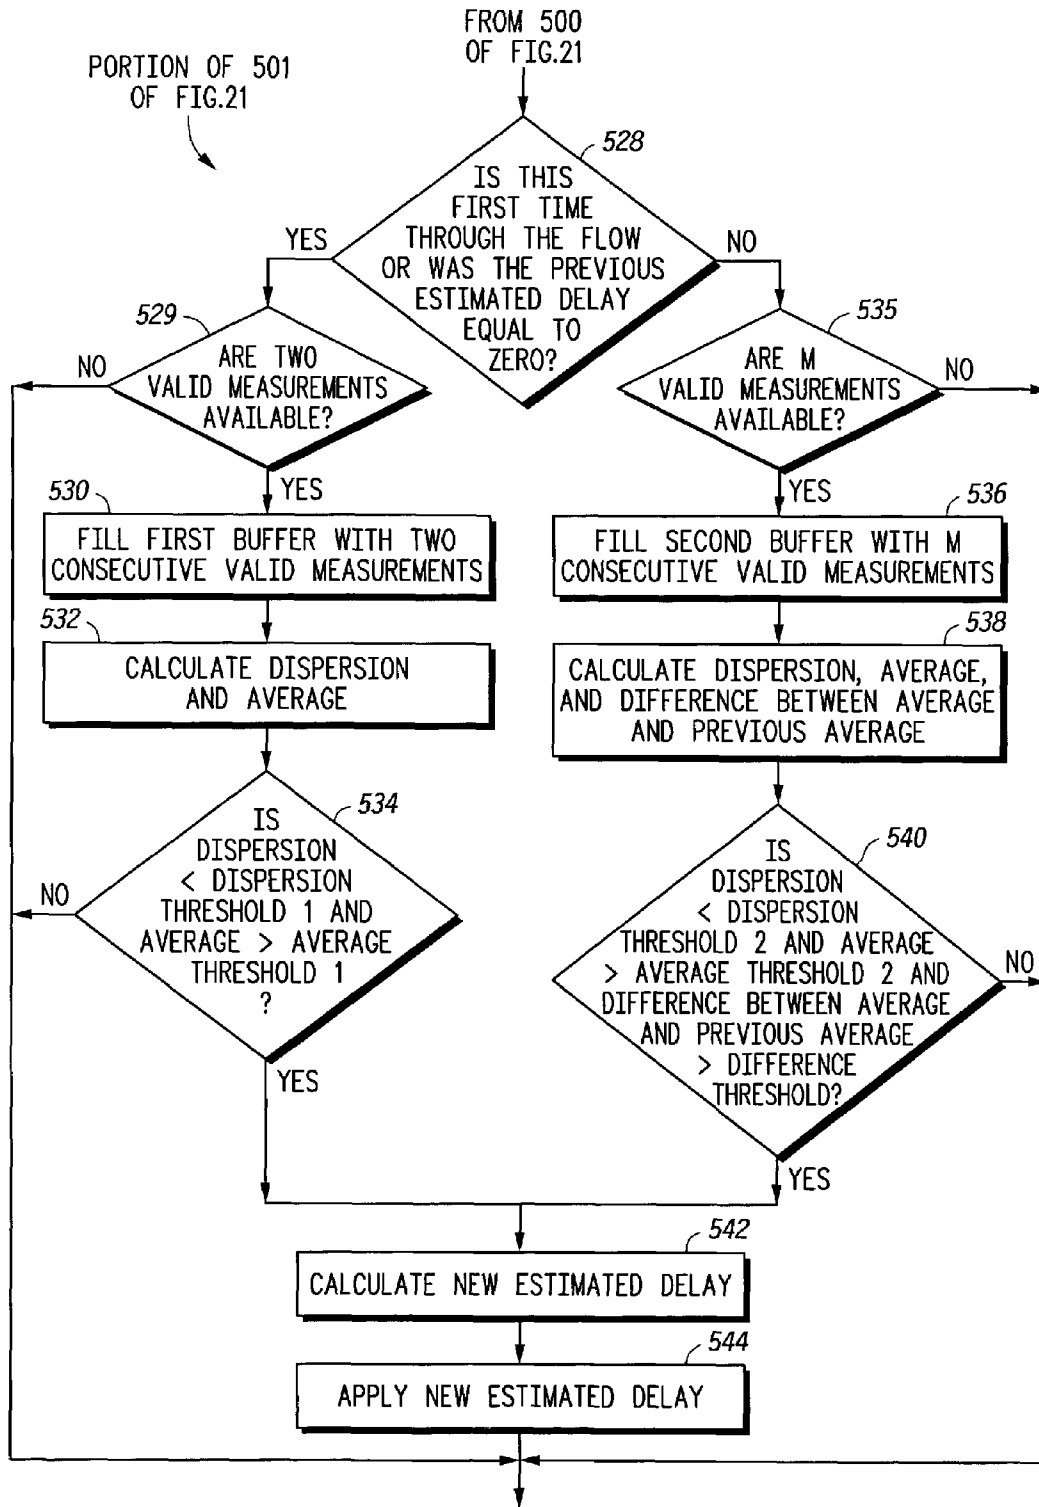 FROM 500
OF FIG.21
PORTION OF 501
OF FIG.21
528
IS THIS
FIRST TIME
THROUGH THE FLOW
OR WAS THE PREVIOUS
ESTIMATED DELAY
EQUAL TO
ZERO?
YES
NO
529
ARE TWO
VALID MEASUREMENTS
AVAILABLE?
NO
YES
530
FILL FIRST BUFFER WITH TWO
CONSECUTIVE VALID MEASUREMENTS
532
CALCULATE DISPERSION
AND AVERAGE
534
IS
DISPERSION
< DISPERSION
THRESHOLD 1 AND
AVERAGE > AVERAGE
THRESHOLD 1
?
NO
YES
535
ARE M
VALID MEASUREMENTS
AVAILABLE?
NO
YES
536
FILL SECOND BUFFER WITH M
CONSECUTIVE VALID MEASUREMENTS
538
CALCULATE DISPERSION, AVERAGE,
AND DIFFERENCE BETWEEN AVERAGE
AND PREVIOUS AVERAGE
540
IS
DISPERSION
< DISPERSION
THRESHOLD 2 AND AVERAGE
> AVERAGE THRESHOLD 2 AND
DIFFERENCE BETWEEN AVERAGE
AND PREVIOUS AVERAGE
> DIFFERENCE
THRESHOLD?
NO
YES
542
CALCULATE NEW ESTIMATED DELAY
544
APPLY NEW ESTIMATED DELAY